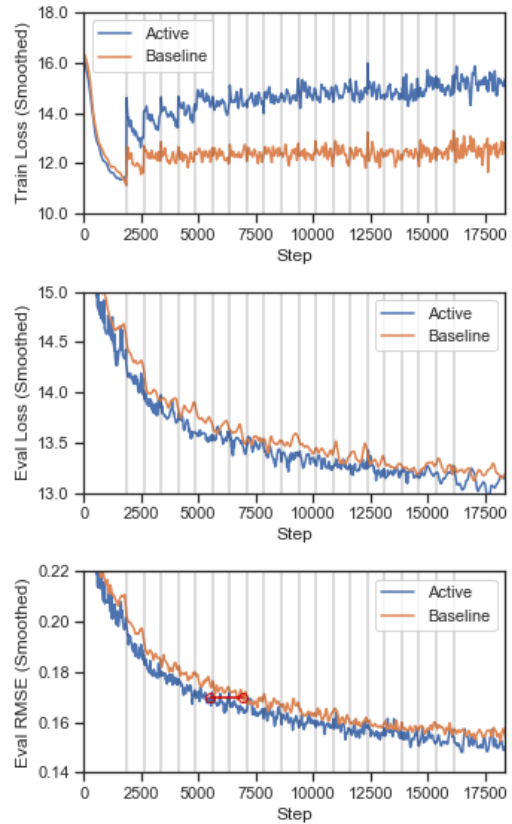 18.0
16.0
14.0
12.0
10.0
Train Loss (Smoothed)
Active
Baseline
0 2500 5000 7500 10000 12500 15000 17500
Step
15.0
14.5
14.0
13.5
13.0
Eval Loss (Smoothed)
Active
Baseline
0 2500 5000 7500 10000 12500 15000 17500
Step
0.22
0.20
0.18
0.16
0.14
Eval RMSE (Smoothed)
Active
Baseline
0 2500 5000 7500 10000 12500 15000 17500
Step